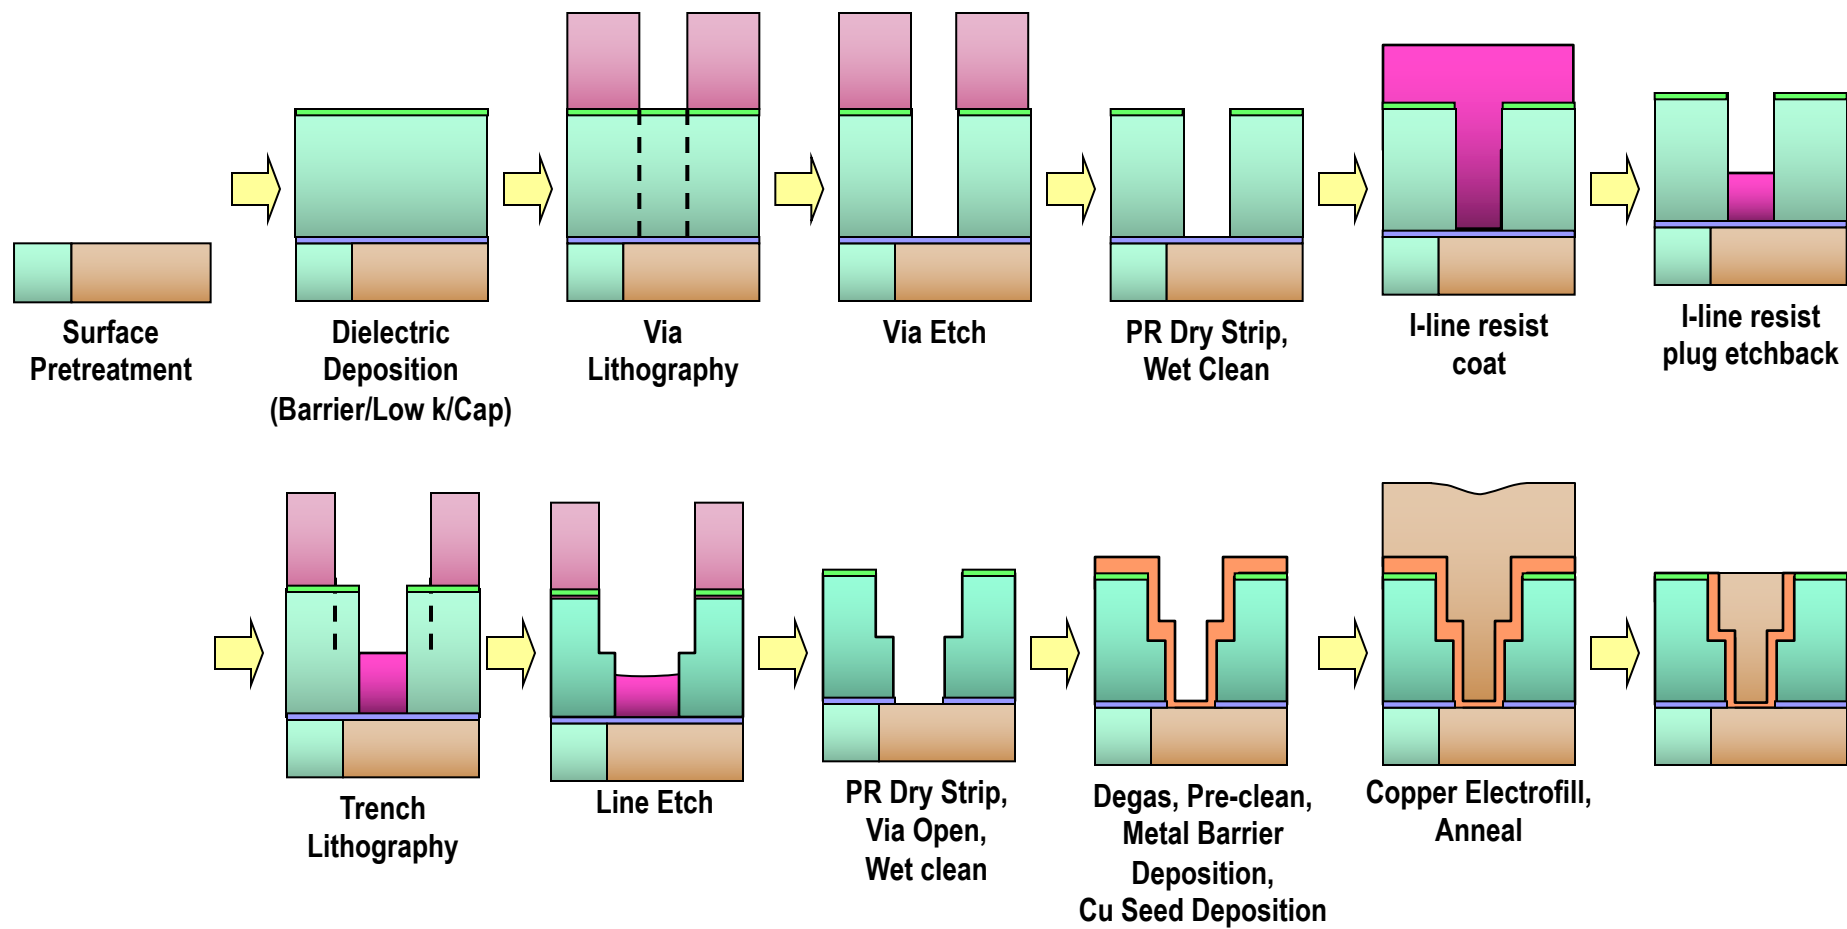 Surface
Pretreatment
Dielectric
Deposition
(Barrier/Low k/Cap)
Via
Lithography
Via Etch
PR Dry Strip,
Wet Clean
I-line resist
coat
I-line resist
plug etchback
Trench
Lithography
Line Etch
PR Dry Strip,
Via Open,
Wet clean
Degas, Pre-clean,
Metal Barrier
Deposition,
Cu Seed Deposition
Copper Electrofill,
Anneal